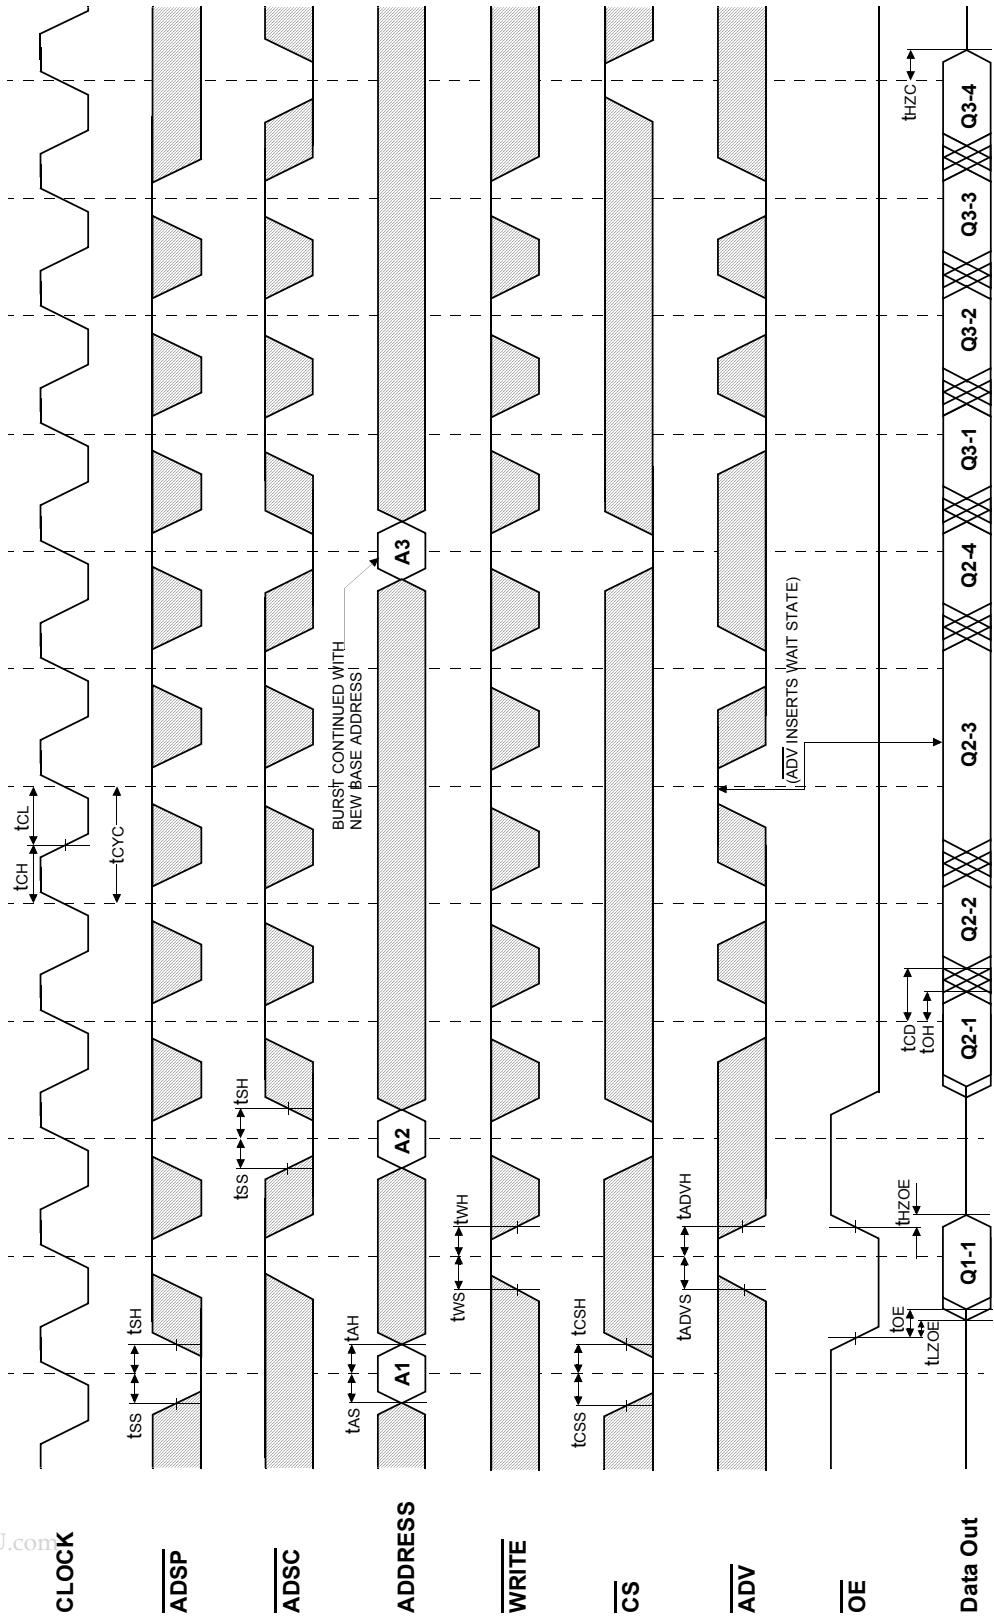 CLOCK
tCH
tCL
tCYC
ADSP
tSS
tSH
ADSC
tSS
tSH
BURST CONTINUED WITH
NEW BASE ADDRESS
ADDRESS
tAS
tAH
A1
A2
A3
WRITE
tWS
tWH
CS
tCSS
tCSH
ADV
tADVS
tADVH
(ADV INSERTS WAIT STATE)
OE
tLZOE
tOE
tHZOE
tCD
tOH
tHZC
Data Out
Q1-1
Q2-1
Q2-2
Q2-3
Q2-4
Q3-1
Q3-2
Q3-3
Q3-4
J.com